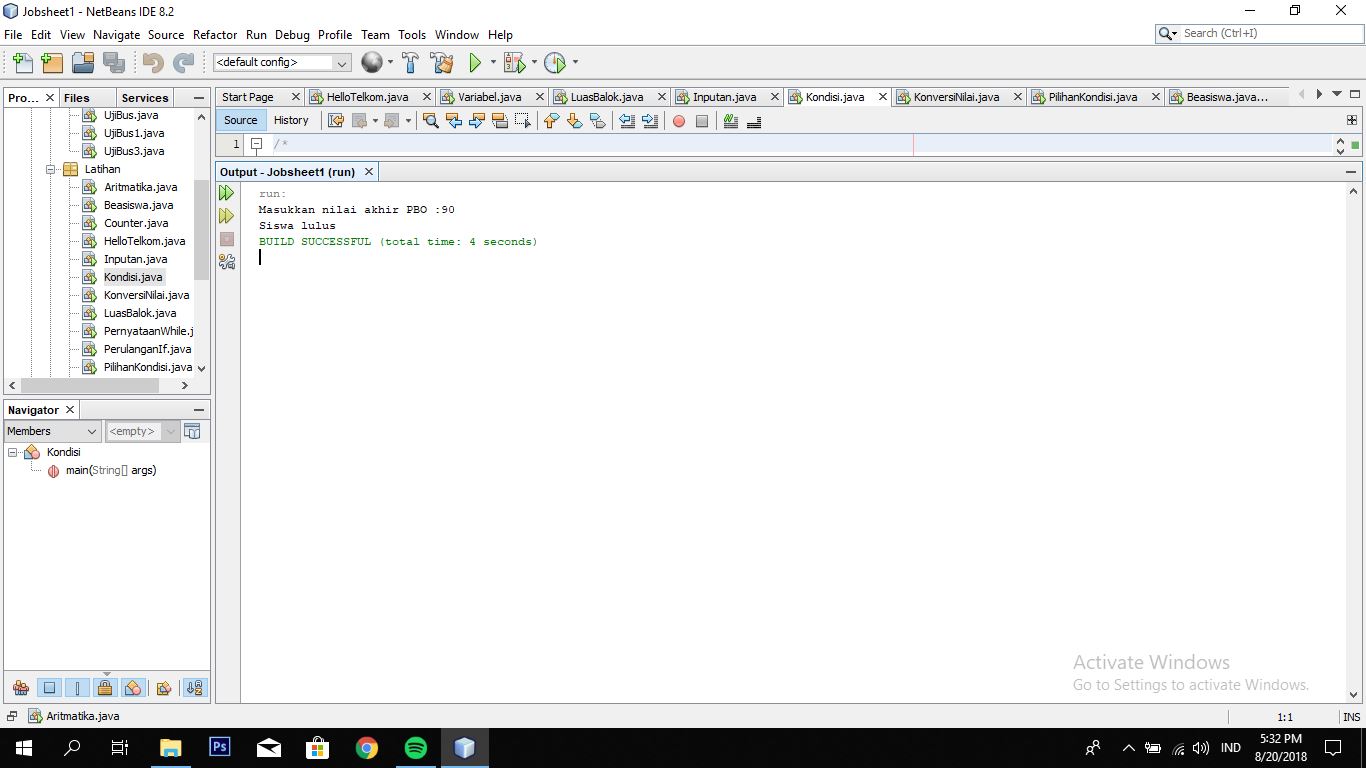 Jobsheet1 - NetBeans IDE 8.2
File Edit View Navigate Source Refactor Run Debug Profile Team Tools Window Help
Search (Ctrl+I)
<default config>
Pro... Files Services
Start Page HelloTelkom.java Variabel.java LuasBalok.java Inputan.java Kondisi.java KonversiNilai.java PilihanKondisi.java Beasiswa.java...
Source History
1 /*
UjiBus.java
UjiBus1.java
UjiBus3.java
Latihan
Aritmatika.java
Beasiswa.java
Counter.java
HelloTelkom.java
Inputan.java
Kondisi.java
KonversiNilai.java
LuasBalok.java
PernyataanWhile.j
PerulanganIf.java
PilihanKondisi.java
Output - Jobsheet1 (run)
run:
Masukkan nilai akhir PBO :90
Siswa lulus
BUILD SUCCESSFUL (total time: 4 seconds)
Navigator
Members <empty>
Kondisi
main(String[] args)
Activate Windows
Go to Settings to activate Windows.
Aritmatika.java
1:1 INS
Ps
IND
5:32 PM
8/20/2018